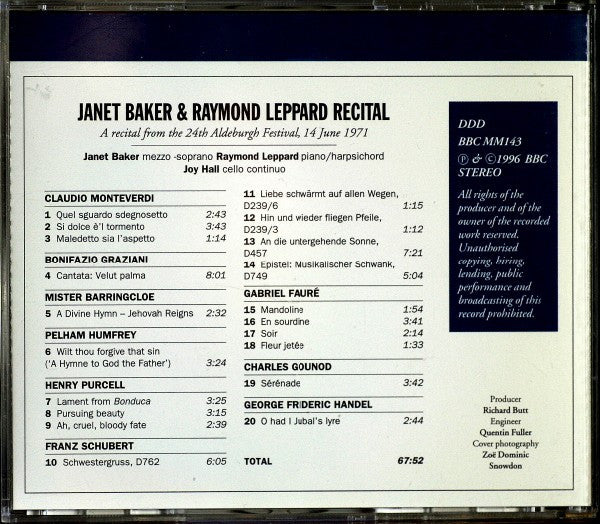 JANET BAKER & RAYMOND LEPPARD RECITAL
A recital from the 24th Aldeburgh Festival, 14 June 1971
Janet Baker mezzo -soprano Raymond Leppard piano/harpsichord
Joy Hall cello continuo
CLAUDIO MONTEVERDI
1 Quel sguardo sdegnosetto 2:43
2 Si dolce è'l tormento 3:43
3 Maledetto sia l'aspetto 1:14
BONIFAZIO GRAZIANI
4 Cantata: Velut palma 8:01
MISTER BARRINGCLOE
5 A Divine Hymn – Jehovah Reigns 2:32
PELHAM HUMFREY
6 Wilt thou forgive that sin
('A Hymne to God the Father') 3:24
HENRY PURCELL
7 Lament from Bonduca 3:25
8 Pursuing beauty 3:15
9 Ah, cruel, bloody fate 2:39
FRANZ SCHUBERT
10 Schwestergruss, D762 6:05
11 Liebe schwärmt auf allen Wegen,
D239/6 1:15
12 Hin und wieder fliegen Pfeile,
D239/3 1:12
13 An die untergehende Sonne,
D457 7:21
14 Epistel: Musikalischer Schwank,
D749 5:04
GABRIEL FAURÉ
15 Mandoline 1:54
16 En sourdine 3:41
17 Soir 2:14
18 Fleur jetée 1:33
CHARLES GOUNOD
19 Sérénade 3:42
GEORGE FRIDERIC HANDEL
20 O had I Jubal's lyre 2:44
TOTAL 67:52
DDD
BBC MM143
℗ & ©1996 BBC
STEREO
All rights of the
producer and of the
owner of the recorded
work reserved.
Unauthorised
copying, hiring,
lending, public
performance and
broadcasting of this
record prohibited.
Producer
Richard Butt
Engineer
Quentin Fuller
Cover photography
Zoë Dominic
Snowdon